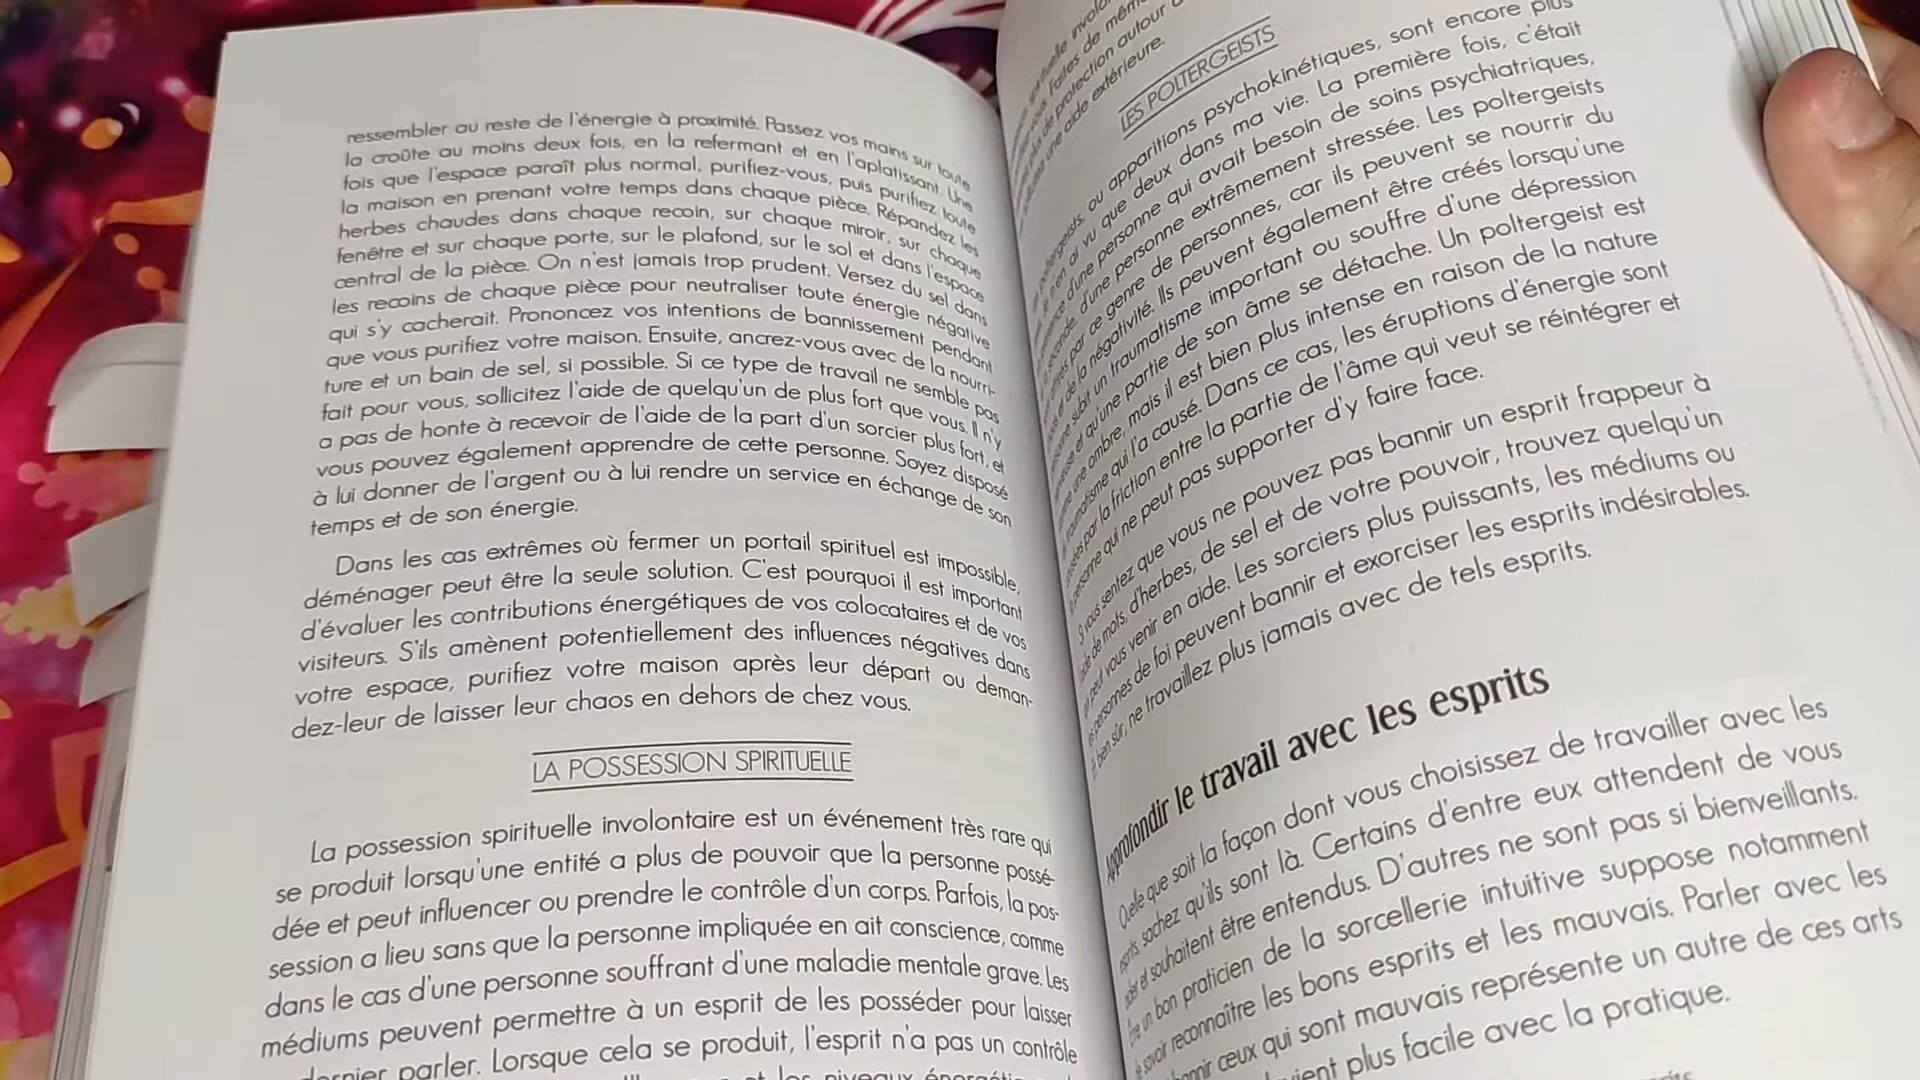 ressembler au reste de l'énergie à proximité. Passez vos mains sur toute
la croûte au moins deux fois, en la refermant et en l'aplatissant. Une
fois que l'espace paraît plus normal, purifiez-vous, puis purifiez toute
la maison en prenant votre temps dans chaque pièce. Répandez les
herbes chaudes dans chaque recoin, sur chaque miroir, sur chaque
fenêtre et sur chaque porte, sur le plafond, sur le sol et dans l'espace
central de la pièce. On n'est jamais trop prudent. Versez du sel dans
les recoins de chaque pièce pour neutraliser toute énergie négative
qui s'y cacherait. Prononcez vos intentions de bannissement pendant
que vous purifiez votre maison. Ensuite, ancrez-vous avec de la nourri-
ture et un bain de sel, si possible. Si ce type de travail ne semble pas
fait pour vous, sollicitez l'aide de quelqu'un de plus fort que vous. Il n'y
a pas de honte à recevoir de l'aide de la part d'un sorcier plus fort, et
vous pouvez également apprendre de cette personne. Soyez disposé
à lui donner de l'argent ou à lui rendre un service en échange de son
temps et de son énergie.
Dans les cas extrêmes où fermer un portail spirituel est impossible,
déménager peut être la seule solution. C'est pourquoi il est important
d'évaluer les contributions énergétiques de vos colocataires et de vos
visiteurs. S'ils amènent potentiellement des influences négatives dans
votre espace, purifiez votre maison après leur départ ou deman-
dez-leur de laisser leur chaos en dehors de chez vous.
LA POSSESSION SPIRITUELLE
La possession spirituelle involontaire est un événement très rare qui
se produit lorsqu'une entité a plus de pouvoir que la personne possé-
dée et peut influencer ou prendre le contrôle d'un corps. Parfois, la pos-
session a lieu sans que la personne impliquée en ait conscience, comme
dans le cas d'une personne souffrant d'une maladie mentale grave. Les
médiums peuvent permettre à un esprit de les posséder pour laisser
dernier parler. Lorsque cela se produit, l'esprit n'a pas un contrôle
et les niveaux
Faites de
protection autour
une aide extérieure.
LES POLTERGEISTS
ou apparitions psychokinétiques, sont encore plus
n'en ai vu que deux dans ma vie. La première fois, c'était
d'une personne qui avait besoin de soins psychiatriques,
d'une personne extrêmement stressée. Les poltergeists
par ce genre de personnes, car ils peuvent se nourrir du
de la négativité. Ils peuvent également être créés lorsqu'une
subit un traumatisme important ou souffre d'une dépression
et qu'une partie de son âme se détache. Un poltergeist est
une ombre, mais il est bien plus intense en raison de la nature
qui l'a causé. Dans ce cas, les éruptions d'énergie sont
par la friction entre la partie de l'âme qui veut se réintégrer et
personne qui ne peut pas supporter d'y faire face.
Si vous sentez que vous ne pouvez pas bannir un esprit frappeur à
de mots, d'herbes, de sel et de votre pouvoir, trouvez quelqu'un
peut vous venir en aide. Les sorciers plus puissants, les médiums ou
personnes de foi peuvent bannir et exorciser les esprits indésirables.
bien sûr, ne travaillez plus jamais avec de tels esprits.
Approfondir le travail avec les esprits
Quelle que soit la façon dont vous choisissez de travailler avec les
esprits, sachez qu'ils sont là. Certains d'entre eux attendent de vous
et souhaitent être entendus. D'autres ne sont pas si bienveillants.
un bon praticien de la sorcellerie intuitive suppose notamment
savoir reconnaître les bons esprits et les mauvais. Parler avec les
ceux qui sont mauvais représente un autre de ces arts
plus facile avec la pratique.